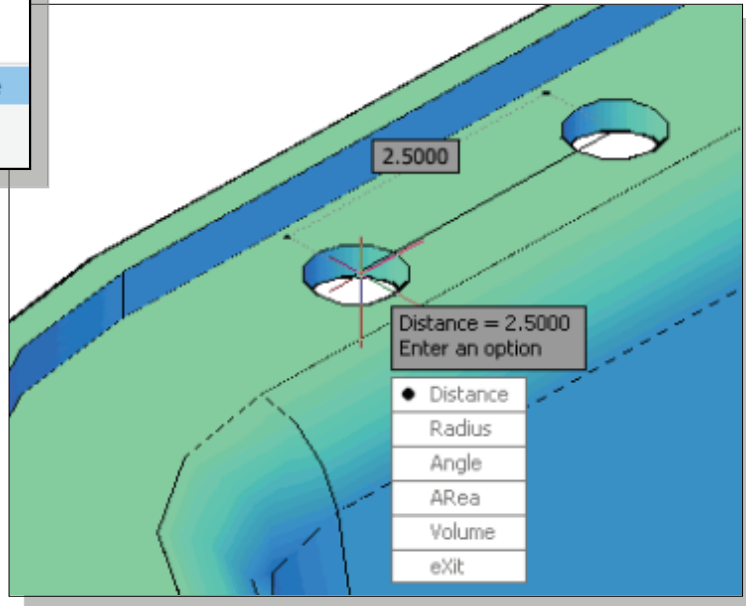 2.5000
Distance = 2.5000
Enter an option
Distance
Radius
Angle
ARea
Volume
eXit